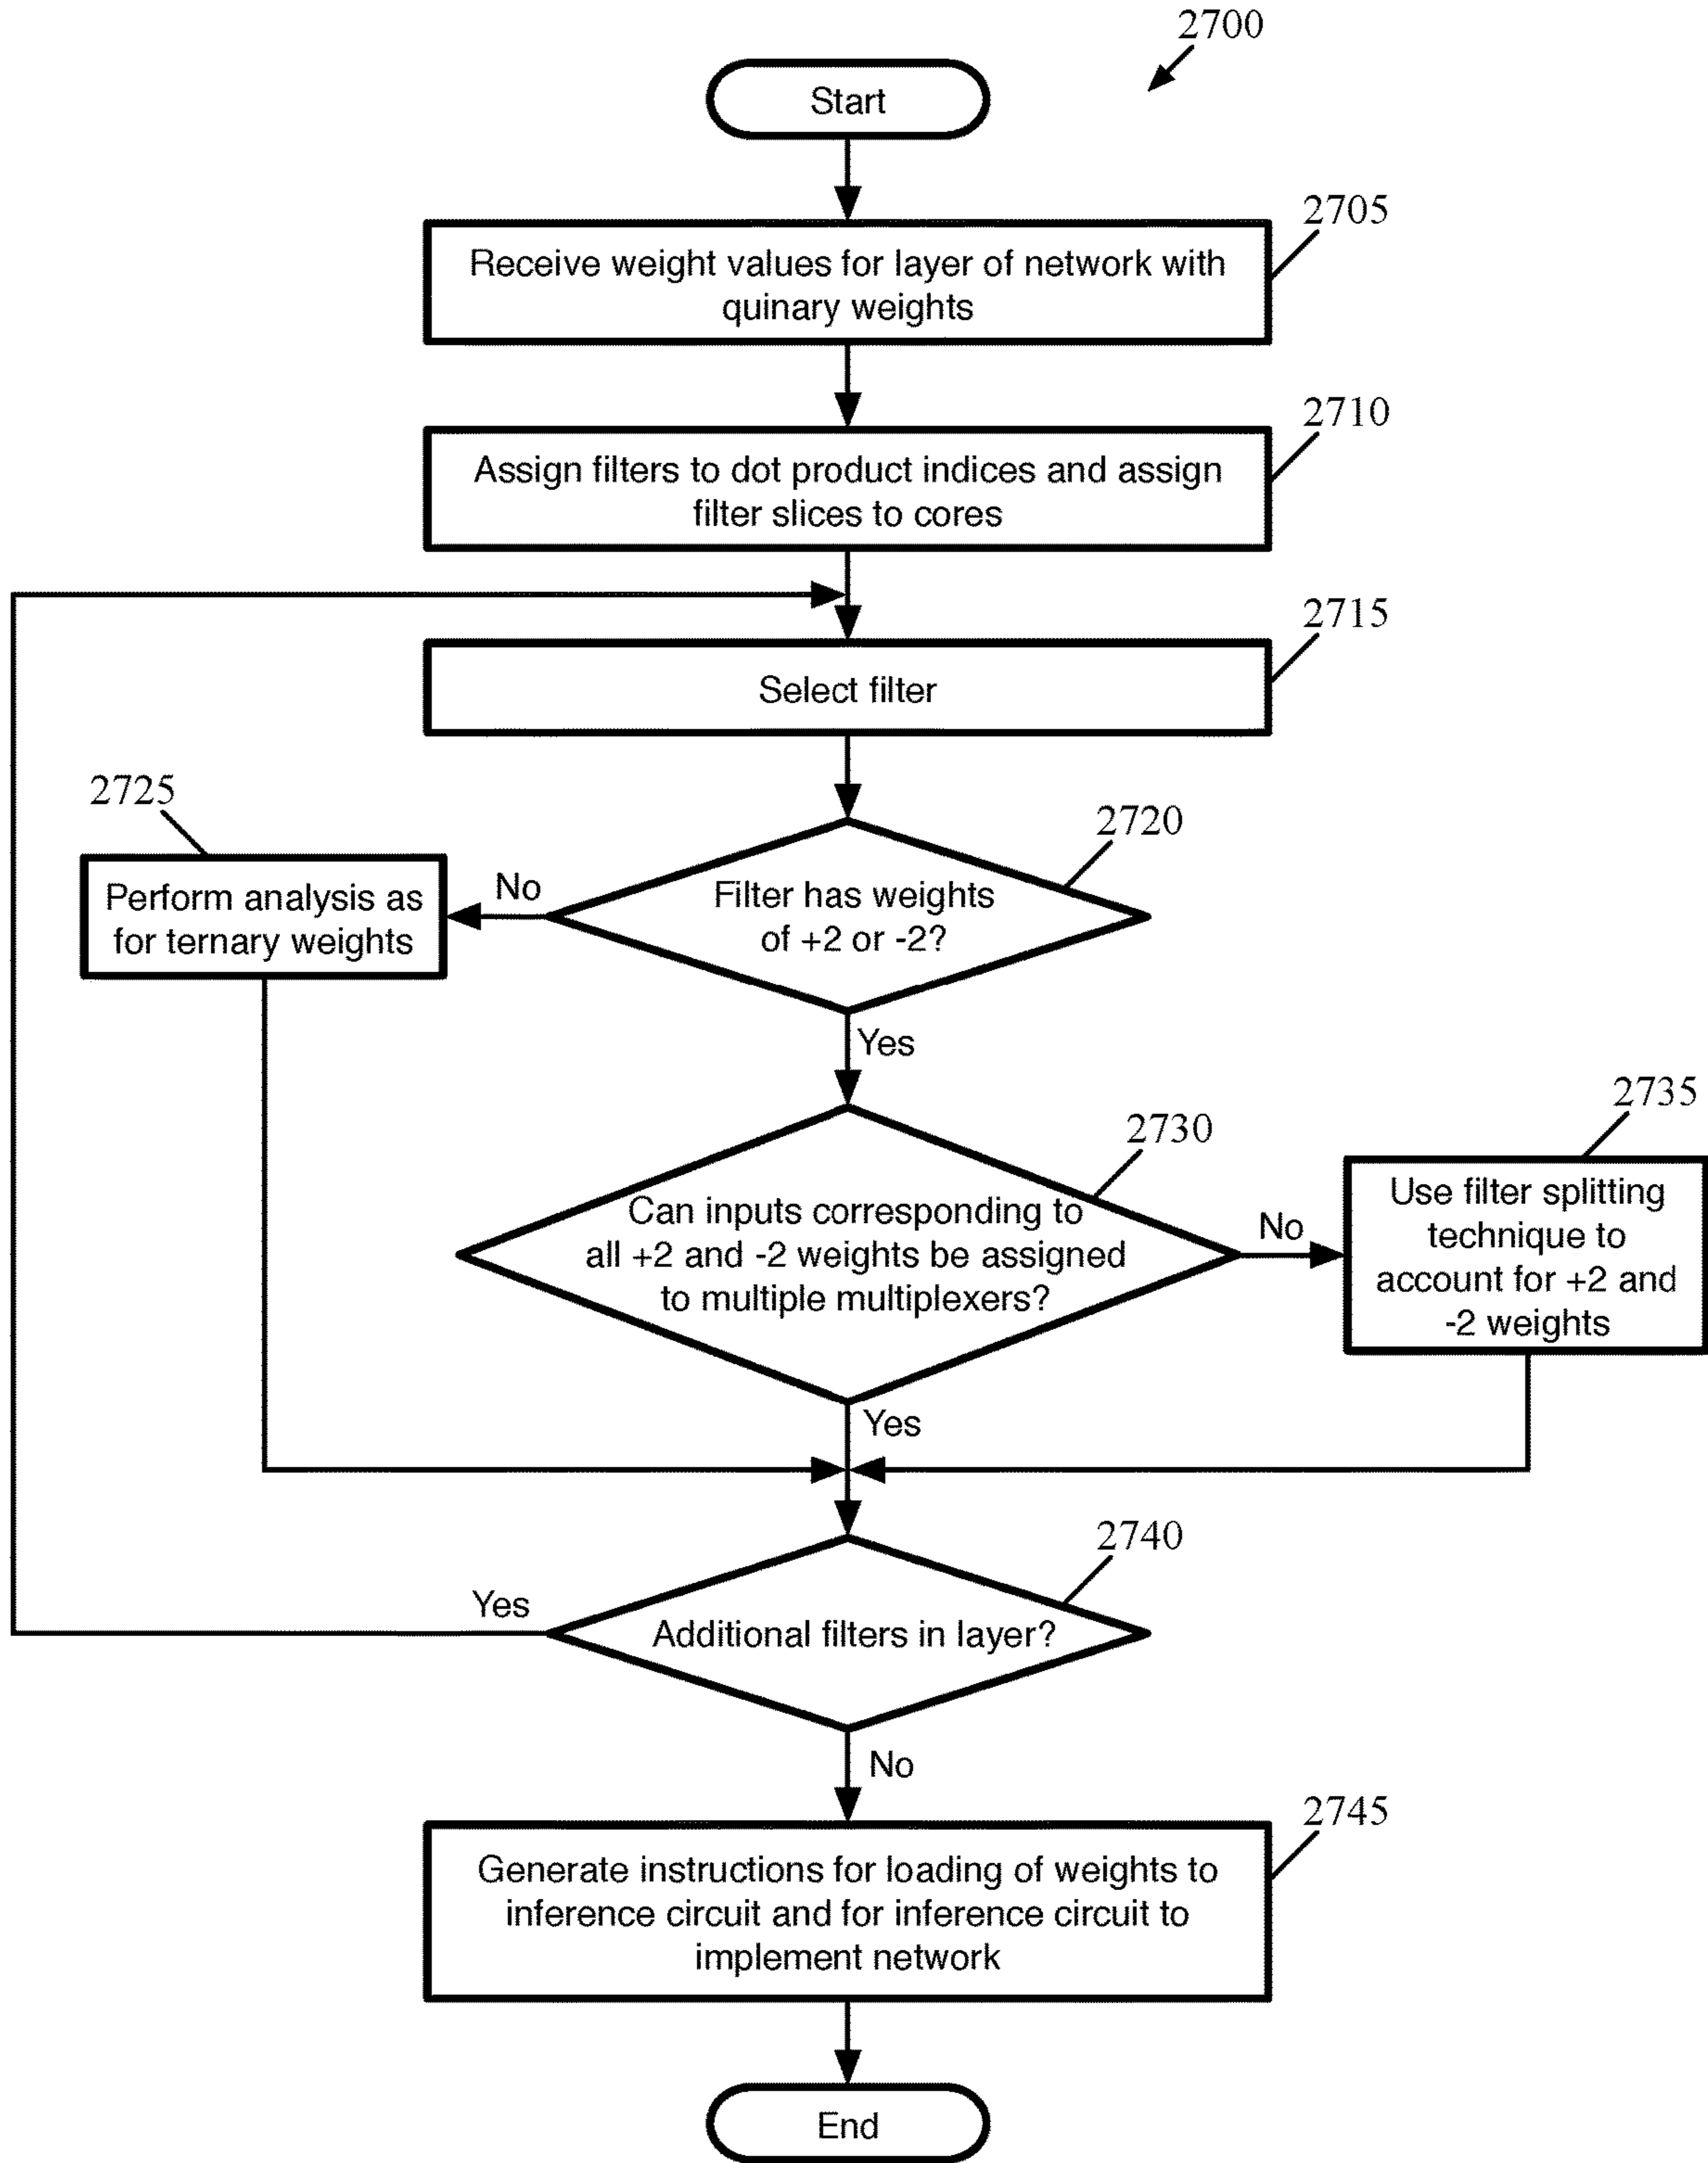 2700
Start
2705
Receive weight values for layer of network with
quinary weights
2710
Assign filters to dot product indices and assign
filter slices to cores
2715
Select filter
2725
2720
Perform analysis as
for ternary weights
No
Filter has weights
of +2 or -2?
Yes
2735
2730
Can inputs corresponding to
all +2 and -2 weights be assigned
to multiple multiplexers?
No
Use filter splitting
technique to
account for +2 and
-2 weights
Yes
2740
Yes
Additional filters in layer?
No
2745
Generate instructions for loading of weights to
inference circuit and for inference circuit to
implement network
End